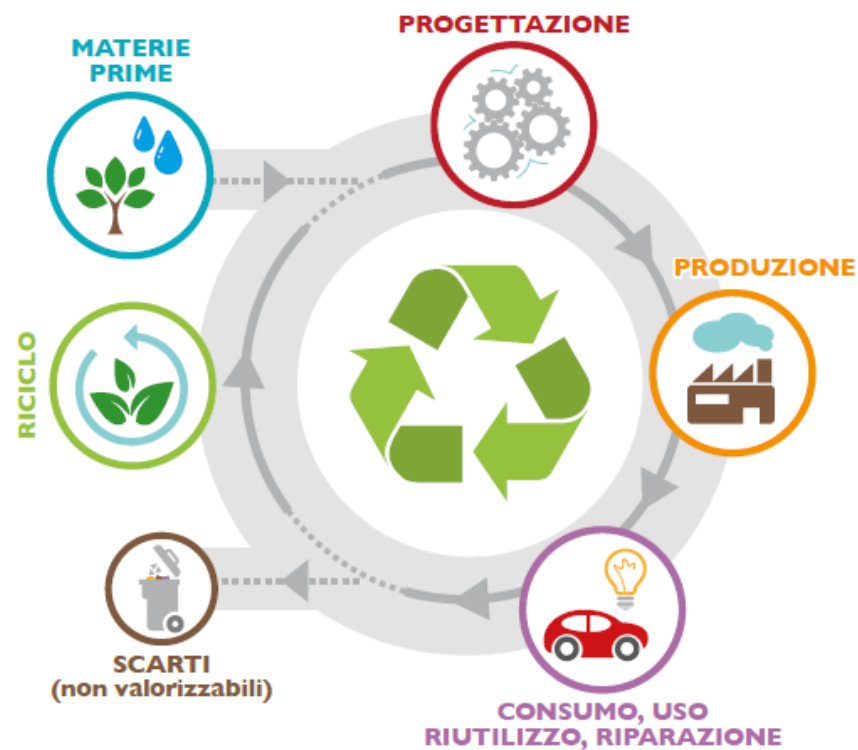 PROGETTAZIONE
MATERIE
PRIME
PRODUZIONE
RICICLO
SCARTI
(non valorizzabili)
CONSUMO, USO
RIUTILIZZO, RIPARAZIONE